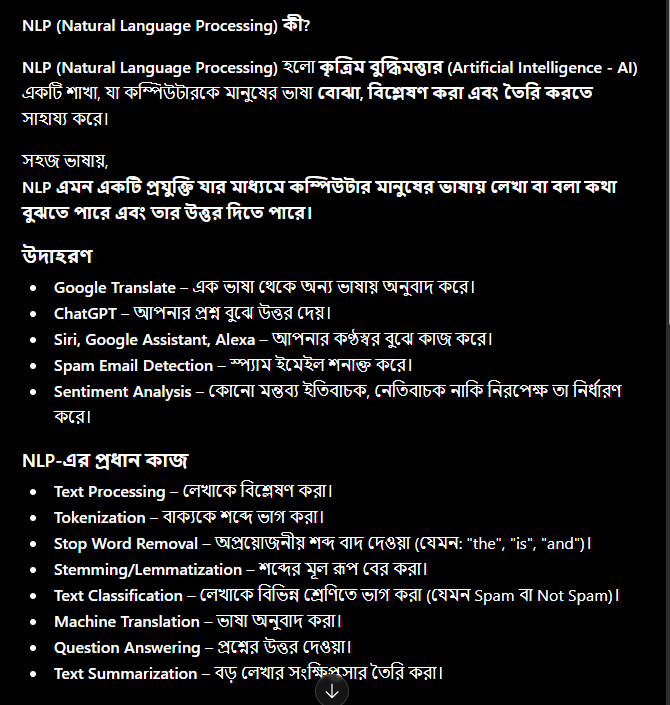 NLP (Natural Language Processing) কী?
NLP (Natural Language Processing) হলো কৃত্রিম বুদ্ধিমত্তার (Artificial Intelligence - AI)
একটি শাখা, যা কম্পিউটারকে মানুষের ভাষা বোঝা, বিশ্লেষণ করা এবং তৈরি করতে
সাহায্য করে।
সহজ ভাষায়,
NLP এমন একটি প্রযুক্তি যার মাধ্যমে কম্পিউটার মানুষের ভাষায় লেখা বা বলা কথা
বুঝতে পারে এবং তার উত্তর দিতে পারে।
উদাহরণ
• Google Translate – এক ভাষা থেকে অন্য ভাষায় অনুবাদ করে।
• ChatGPT – আপনার প্রশ্ন বুঝে উত্তর দেয়।
• Siri, Google Assistant, Alexa – আপনার কণ্ঠস্বর বুঝে কাজ করে।
• Spam Email Detection – স্প্যাম ইমেইল শনাক্ত করে।
• Sentiment Analysis – কোনো মন্তব্য ইতিবাচক, নেতিবাচক নাকি নিরপেক্ষ তা নির্ধারণ
করে।
NLP-এর প্রধান কাজ
• Text Processing – লেখাকে বিশ্লেষণ করা।
• Tokenization – বাক্যকে শব্দে ভাগ করা।
• Stop Word Removal – অপ্রয়োজনীয় শব্দ বাদ দেওয়া (যেমন: "the", "is", "and")।
• Stemming/Lemmatization – শব্দের মূল রূপ বের করা।
• Text Classification – লেখাকে বিভিন্ন শ্রেণিতে ভাগ করা (যেমন Spam বা Not Spam)।
• Machine Translation – ভাষা অনুবাদ করা।
• Question Answering – প্রশ্নের উত্তর দেওয়া।
• Text Summarization – বড় লেখার সংক্ষিপ্তসার তৈরি করা।